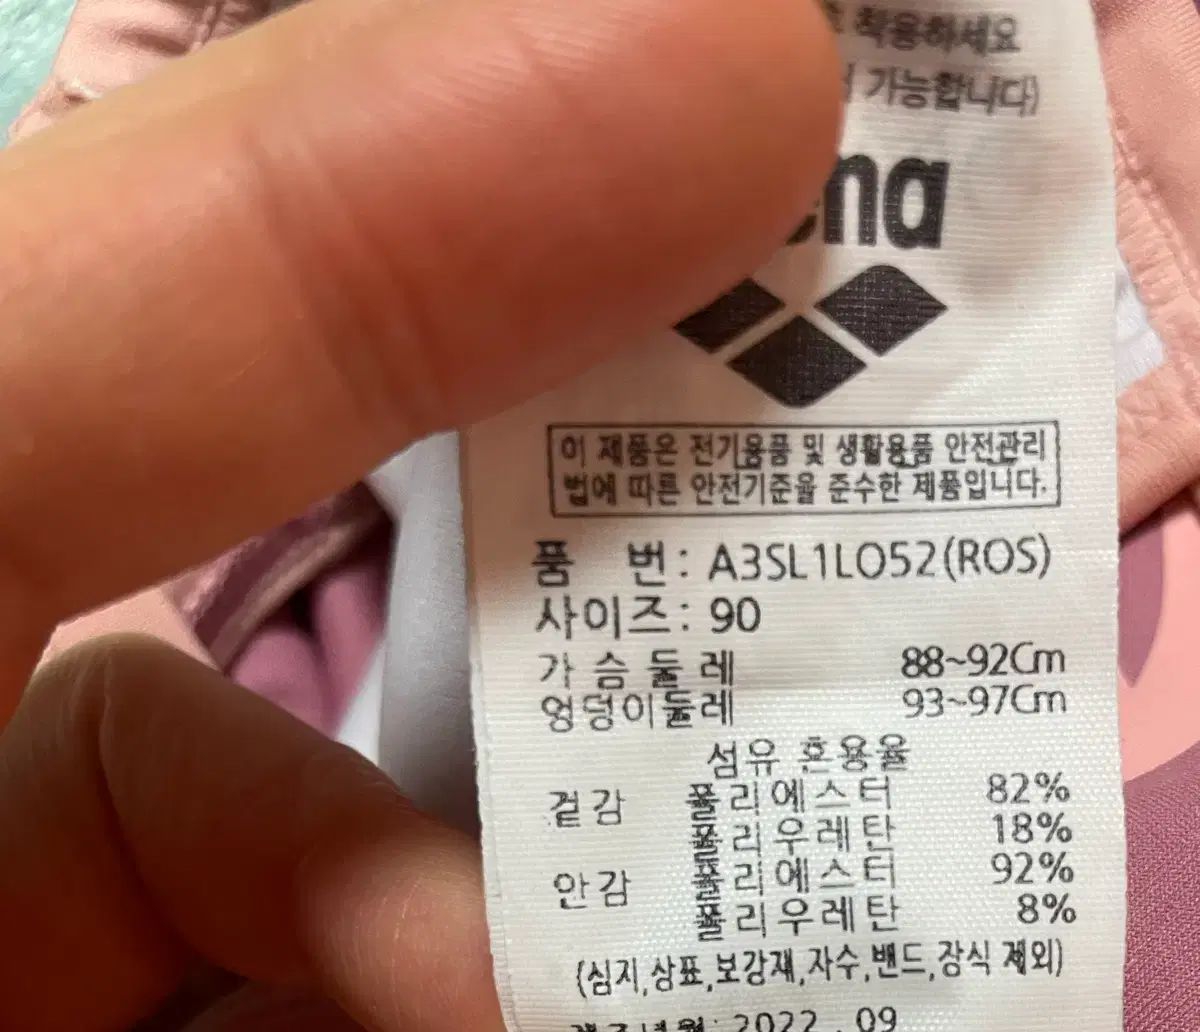 착용하세요
가능합니다)
ena
이 제품은 전기용품 및 생활용품 안전관리
법에 따른 안전기준을 준수한 제품입니다.
품 번: A3SL1LO52(ROS)
사이즈: 90
가슴둘레 88~92Cm
엉덩이둘레 93~97Cm
섬유 혼용율
겉감 폴리에스터 82%
폴리우레탄 18%
안감 폴리에스터 92%
폴리우레탄 8%
(심지,상표,보강재,자수,밴드,장식 제외)
제조년월: 2022.09